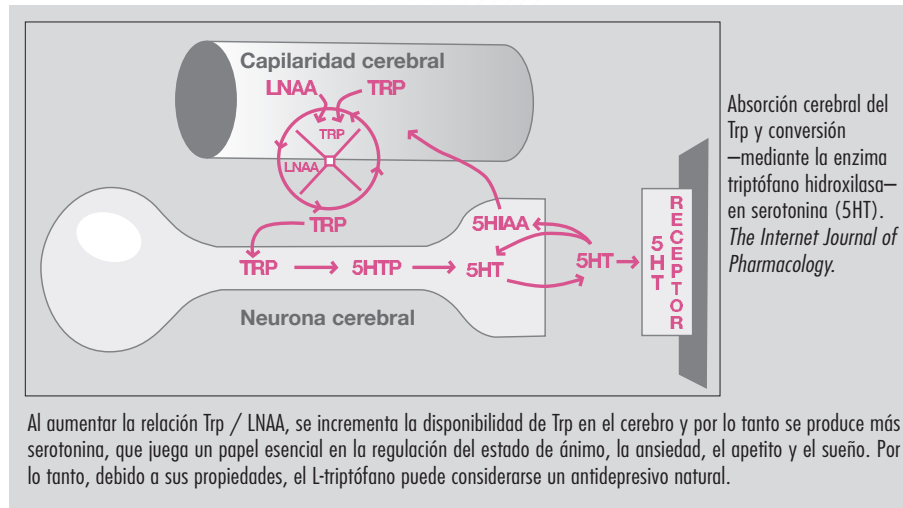 Capilaridad cerebral
LNAA TRP
TRP
LNAA
TRP
5HIAA
TRP 5HTP 5HT 5HT
5HT
RECEPTOR
Neurona cerebral
Absorción cerebral del
Trp y conversión
–mediante la enzima
triptófano hidroxilasa–
en serotonina (5HT).
The Internet Journal of
Pharmacology.
Al aumentar la relación Trp / LNAA, se incrementa la disponibilidad de Trp en el cerebro y por lo tanto se produce más
serotonina, que juega un papel esencial en la regulación del estado de ánimo, la ansiedad, el apetito y el sueño. Por
lo tanto, debido a sus propiedades, el L-triptófano puede considerarse un antidepresivo natural.